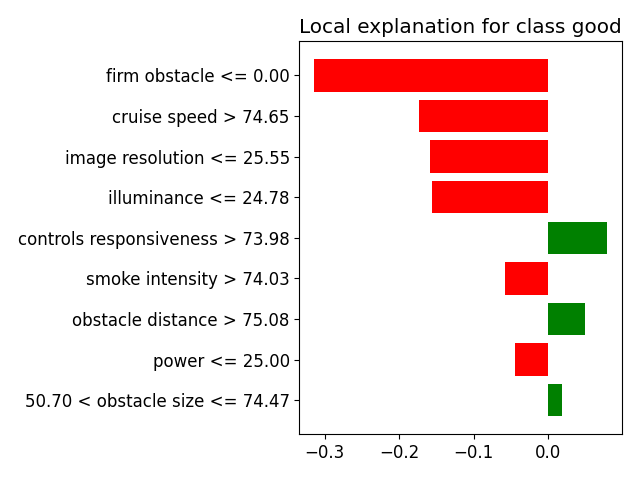 Local explanation for class good
firm obstacle <= 0.00
cruise speed > 74.65
image resolution <= 25.55
illuminance <= 24.78
controls responsiveness > 73.98
smoke intensity > 74.03
obstacle distance > 75.08
power <= 25.00
50.70 < obstacle size <= 74.47
−0.3 −0.2 −0.1 0.0